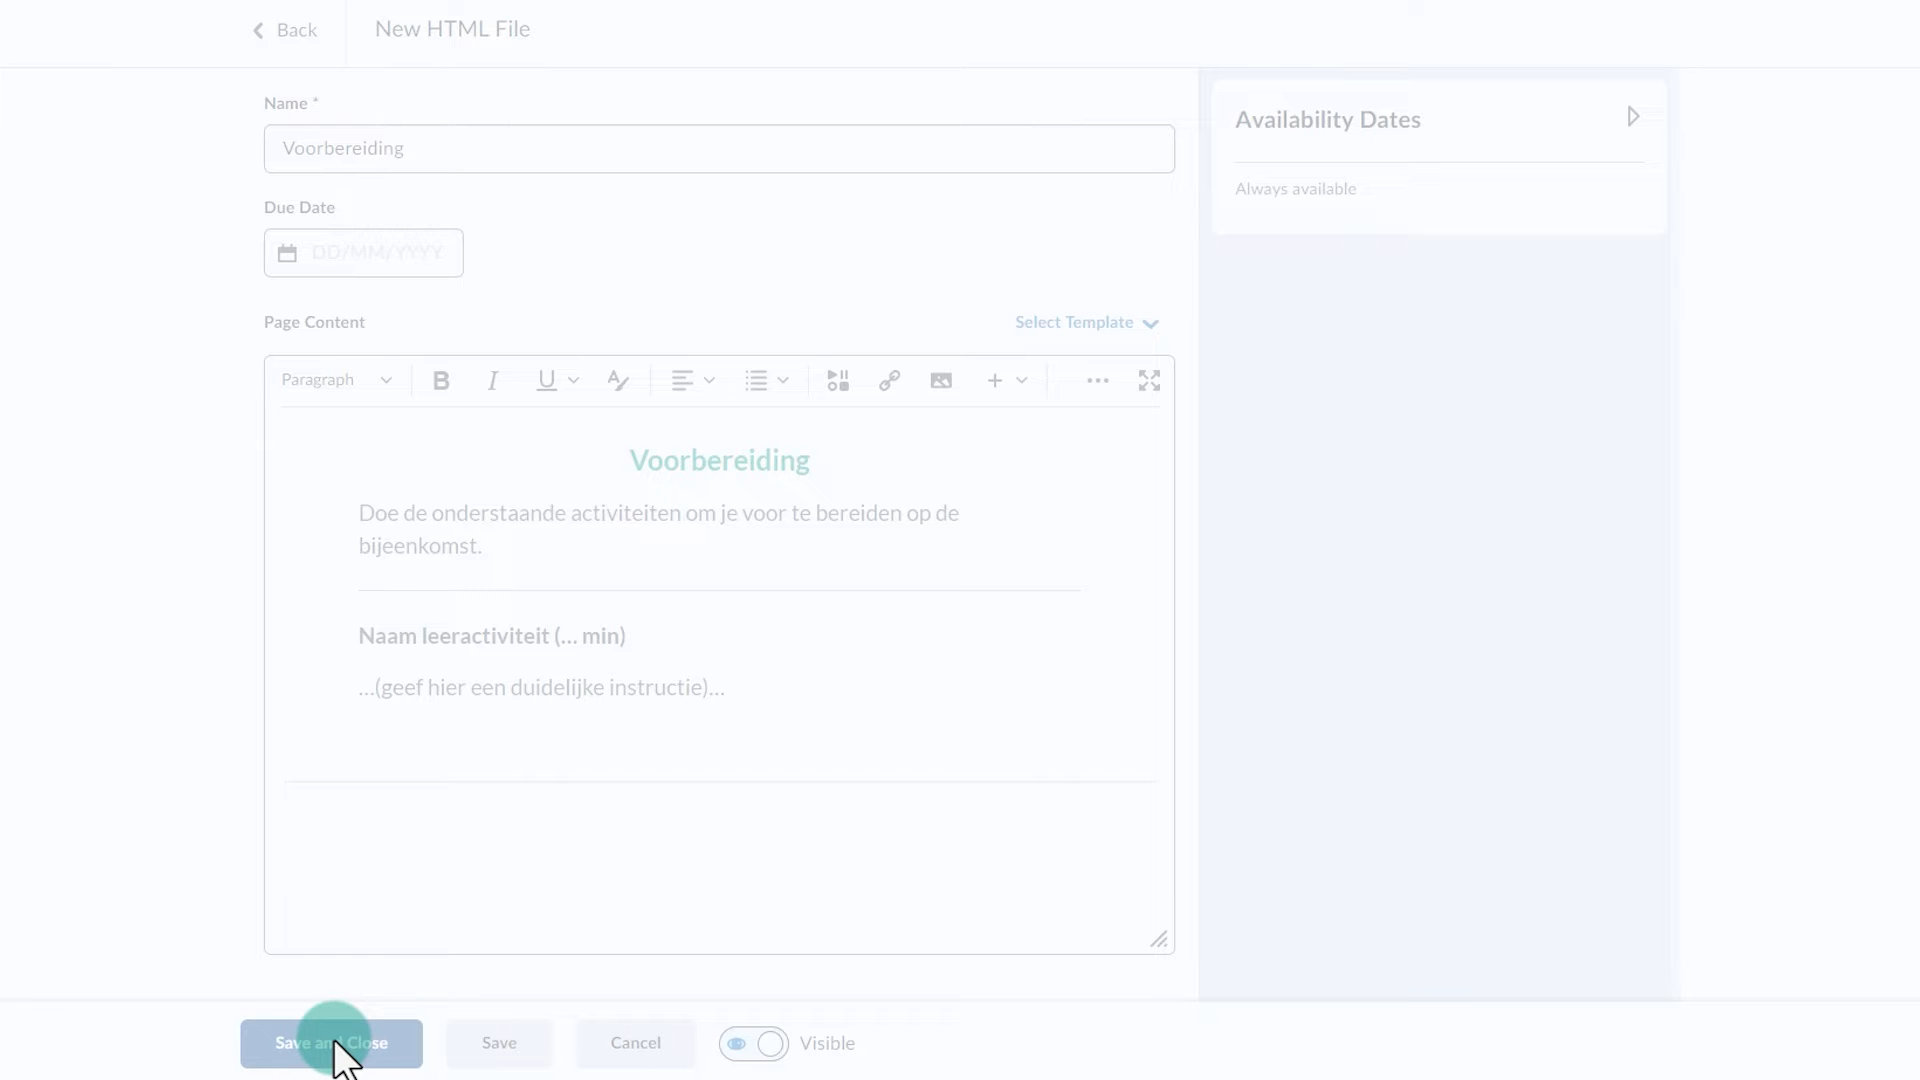 Back
New HTML File
Name *
Voorbereiding
Due Date
DD/MM/YYYY
Page Content
Select Template
Paragraph
Voorbereiding
Doe de onderstaande activiteiten om je voor te bereiden op de
bijeenkomst.
Naam leeractiviteit (... min)
...(geef hier een duidelijke instructie)...
Availability Dates
Always available
Save and Close
Save
Cancel
Visible